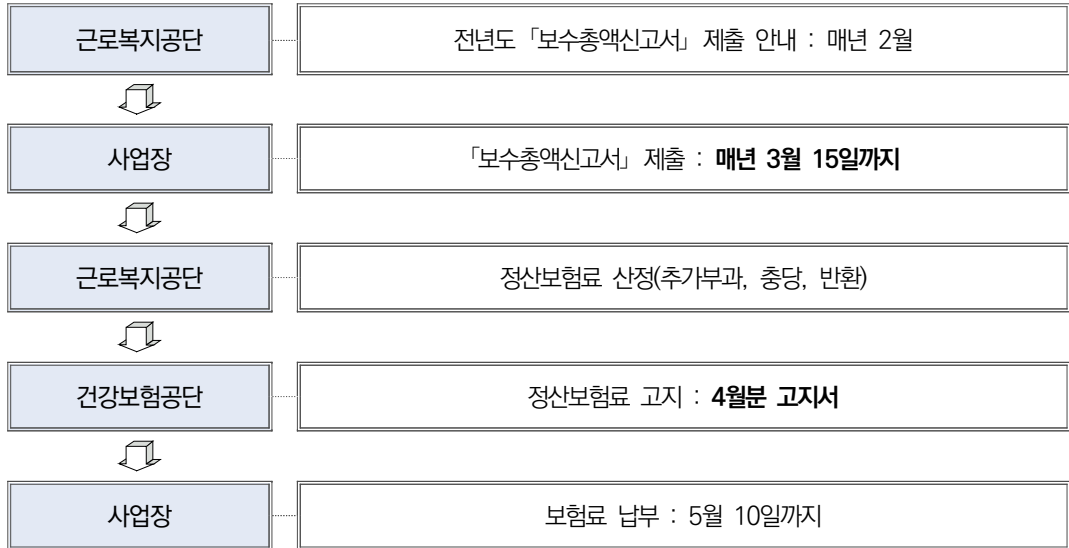 근로복지공단
전년도「보수총액신고서」 제출 안내 : 매년 2월
사업장
「보수총액신고서」 제출 : 매년 3월 15일까지
근로복지공단
정산보험료 산정(추가부과, 충당, 반환)
건강보험공단
정산보험료 고지 : 4월분 고지서
사업장
보험료 납부 : 5월 10일까지